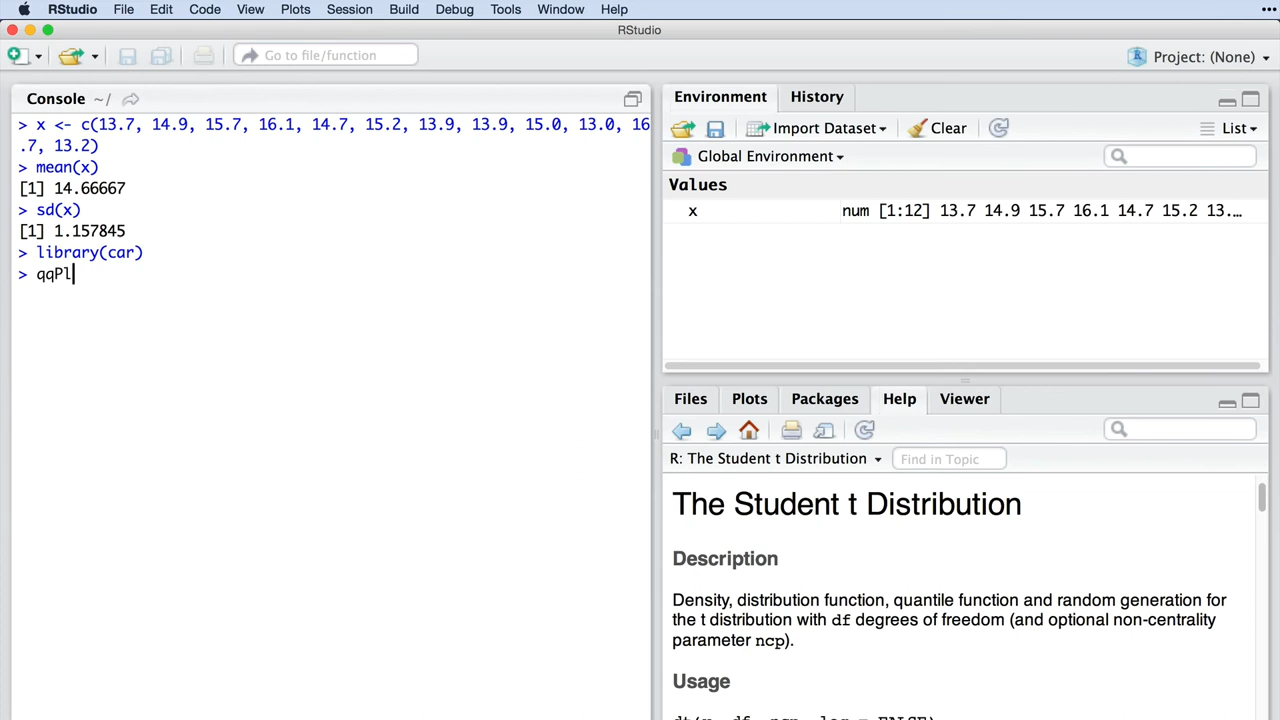 RStudio File Edit Code View Plots Session Build Debug Tools Window Help
RStudio
Go to file/function Project: (None)
Console ~/
> x <- c(13.7, 14.9, 15.7, 16.1, 14.7, 15.2, 13.9, 13.9, 15.0, 13.0, 16
.7, 13.2)
> mean(x)
[1] 14.66667
> sd(x)
[1] 1.157845
> library(car)
> qqPl
Environment History
Import Dataset Clear List
Global Environment
Values
x num [1:12] 13.7 14.9 15.7 16.1 14.7 15.2 13.…
Files Plots Packages Help Viewer
R: The Student t Distribution Find in Topic
The Student t Distribution
Description
Density, distribution function, quantile function and random generation for
the t distribution with df degrees of freedom (and optional non-centrality
parameter ncp).
Usage